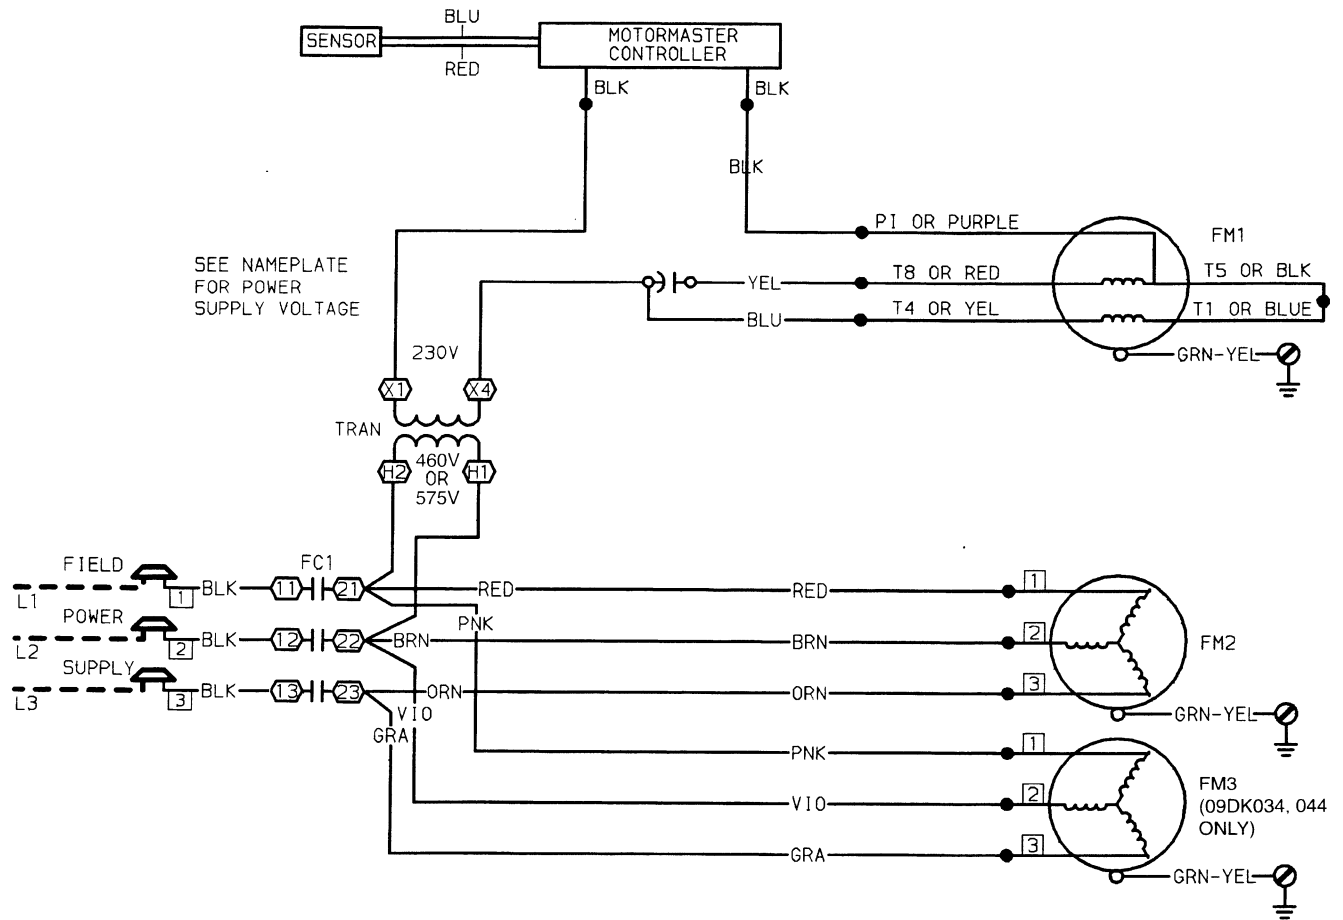 BLU
SENSOR
RED
MOTORMASTER
CONTROLLER
BLK
BLK
BLK
PI OR PURPLE
FM1
SEE NAMEPLATE
FOR POWER
SUPPLY VOLTAGE
YEL
T8 OR RED
T5 OR BLK
BLU
T4 OR YEL
T1 OR BLUE
GRN-YEL
230V
X1
X4
TRAN
H2
460V
OR
575V
H1
FIELD
L1
1
BLK
11
FC1
21
RED
RED
1
POWER
L2
2
BLK
12
22
BRN
PNK
BRN
2
FM2
SUPPLY
L3
3
BLK
13
23
ORN
ORN
3
VIO
GRA
GRN-YEL
PNK
1
VIO
2
FM3
(09DK034, 044
ONLY)
GRA
3
GRN-YEL